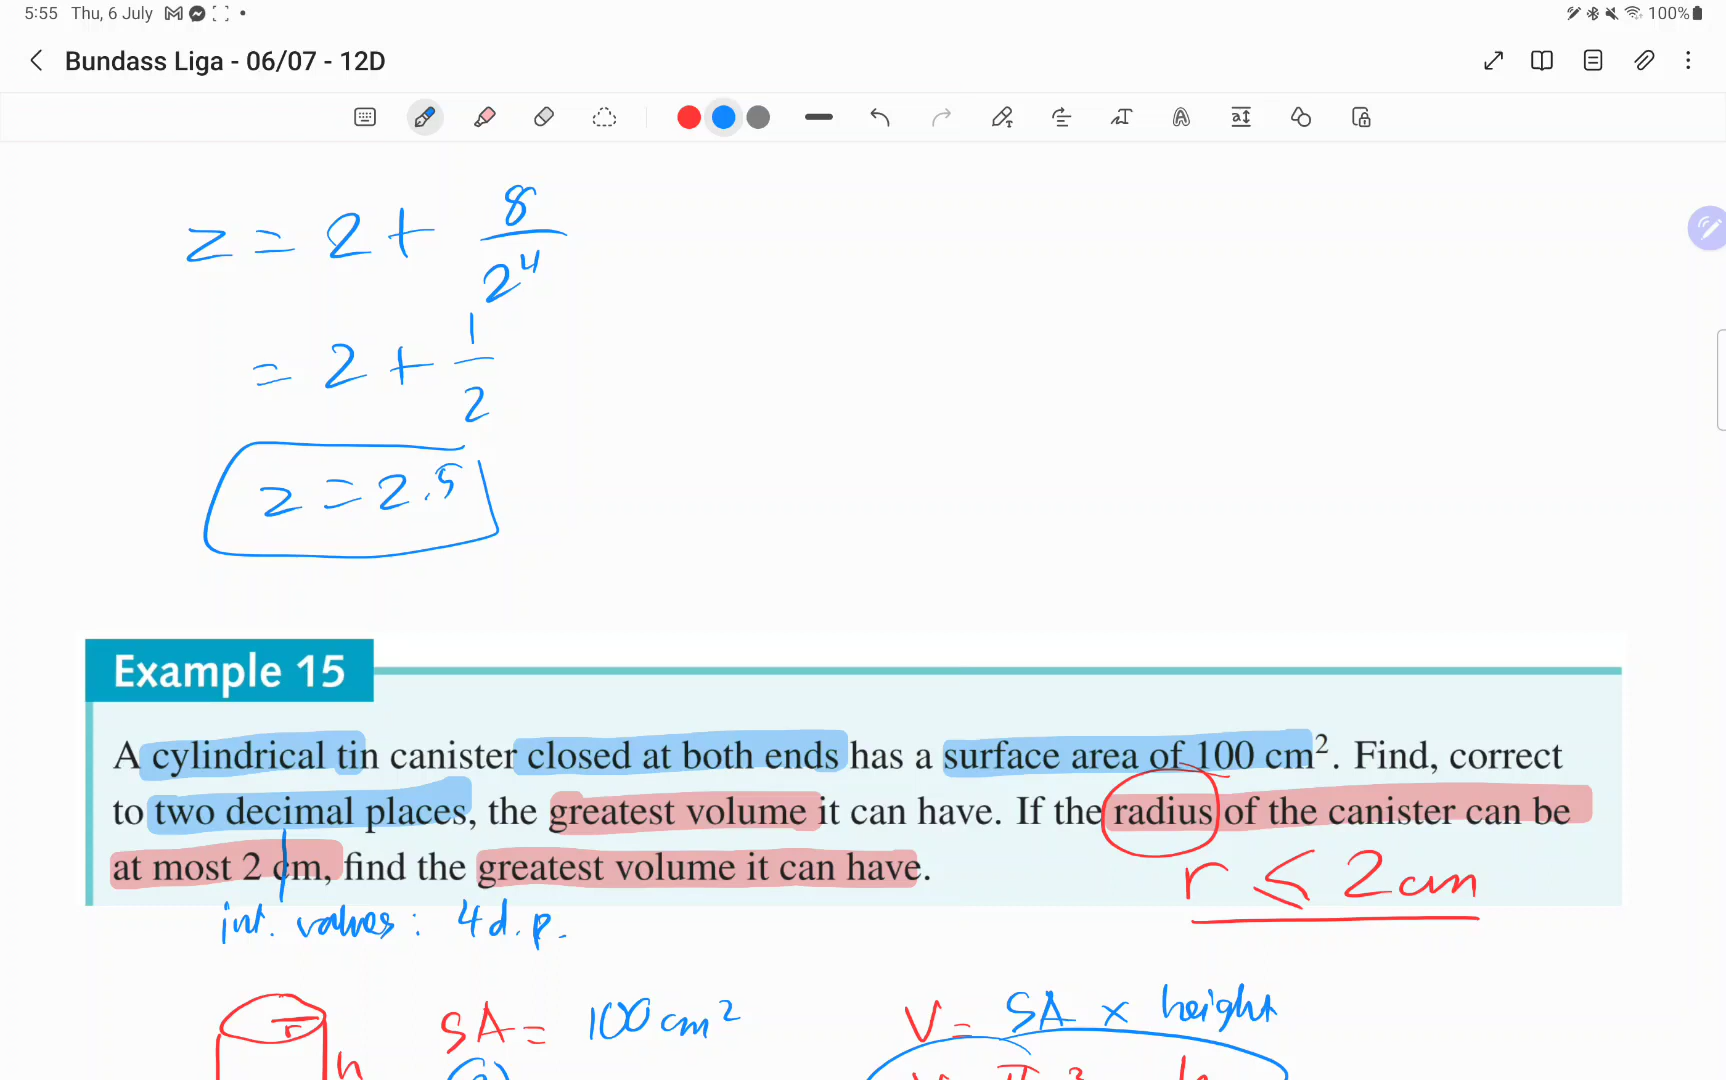 5:55 Thu, 6 July 100%
Bundass Liga - 06/07 - 12D
z = 2 + 8/2⁴
= 2 + 1/2
z = 2.5
Example 15
A cylindrical tin canister closed at both ends has a surface area of 100 cm². Find, correct
to two decimal places, the greatest volume it can have. If the radius of the canister can be
at most 2 cm, find the greatest volume it can have.
r ≤ 2cm
int. values: 4 d.p.
r
h
SA = 100 cm²
V = SA × height